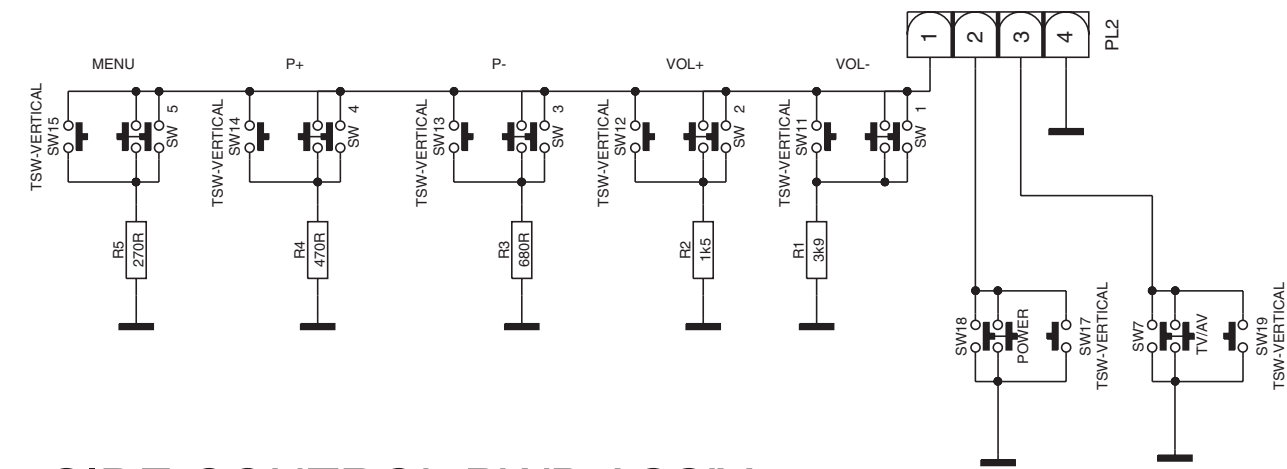 MENU
P+
P-
VOL+
VOL-
1
2
3
4
PL2
TSW-VERTICAL
SW15
SW
5
TSW-VERTICAL
SW14
SW
4
TSW-VERTICAL
SW13
SW
3
TSW-VERTICAL
SW12
SW
2
TSW-VERTICAL
SW11
SW
1
R5
270R
R4
470R
R3
680R
R2
1k5
R1
3k9
SW18
POWER
SW17
TSW-VERTICAL
SW7
TV/AV
SW19
TSW-VERTICAL